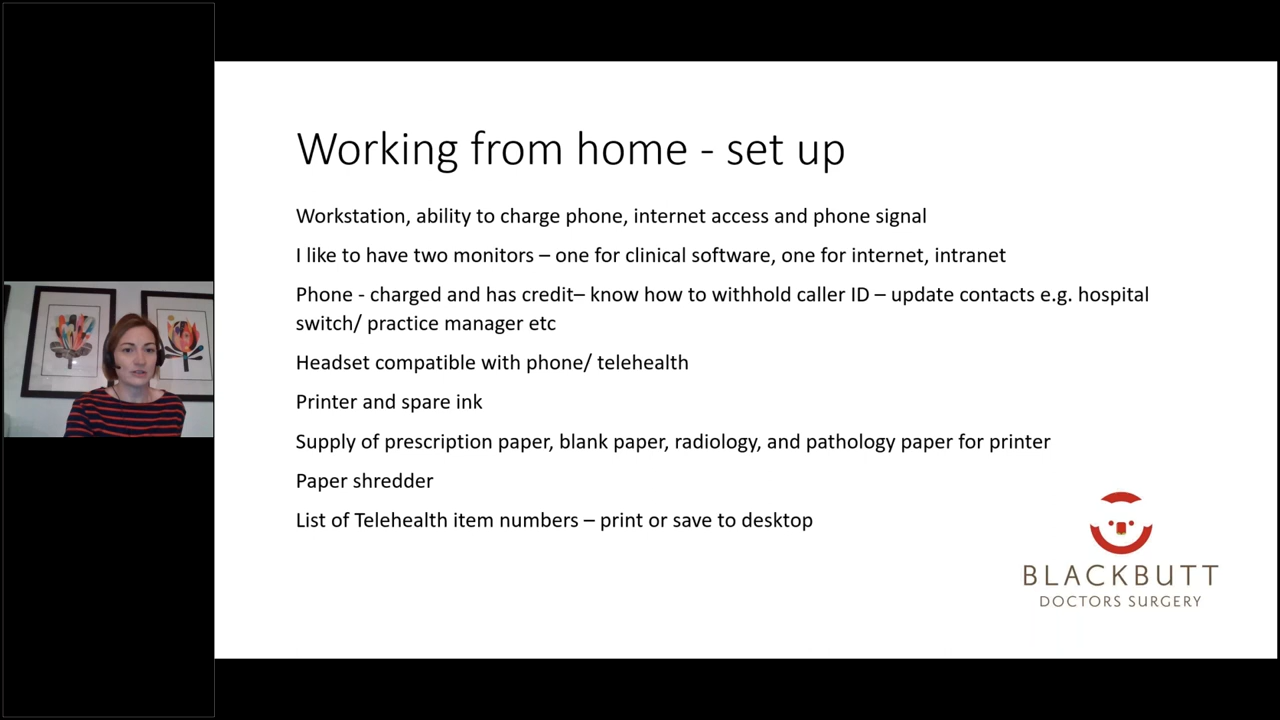 Working from home - set up
Workstation, ability to charge phone, internet access and phone signal
I like to have two monitors – one for clinical software, one for internet, intranet
Phone - charged and has credit– know how to withhold caller ID – update contacts e.g. hospital
switch/ practice manager etc
Headset compatible with phone/ telehealth
Printer and spare ink
Supply of prescription paper, blank paper, radiology, and pathology paper for printer
Paper shredder
List of Telehealth item numbers – print or save to desktop
BLACKBUTT
DOCTORS SURGERY